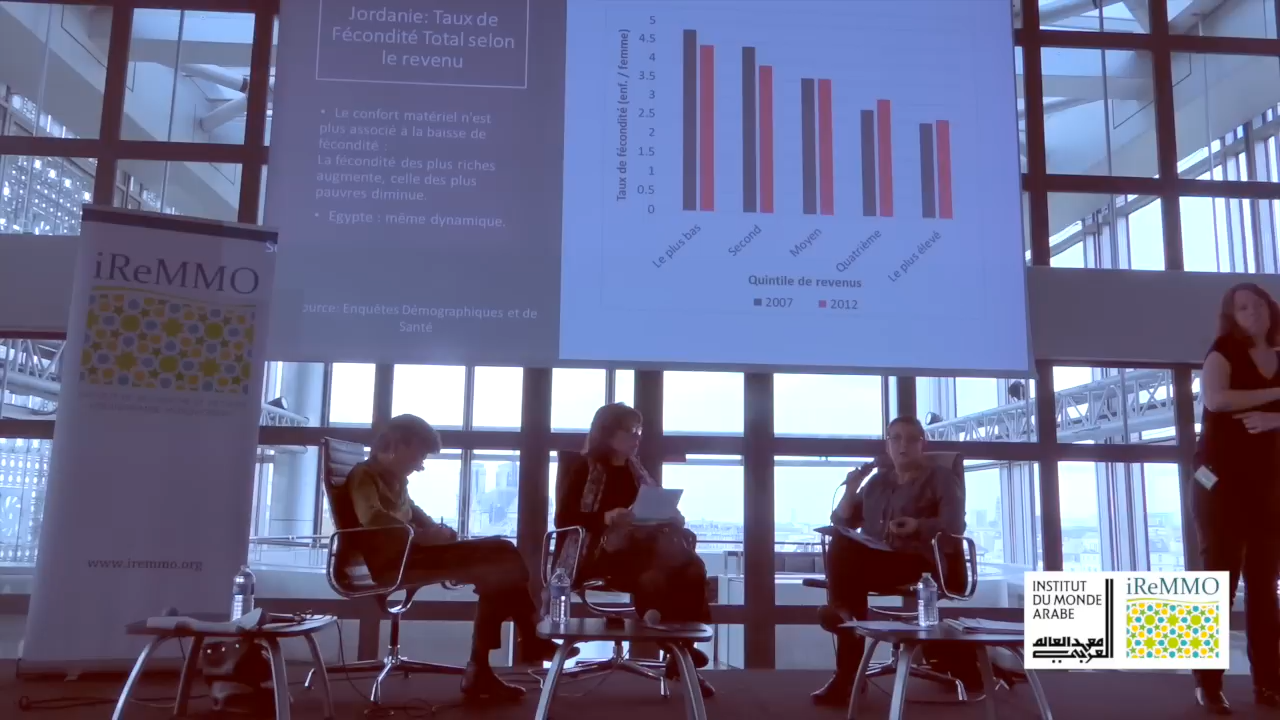 Jordanie: Taux de
Fécondité Total selon
le revenu
• Le confort matériel n'est
plus associé à la baisse de
fécondité :
La fécondité des plus riches
augmente, celle des plus
pauvres diminue.
• Egypte : même dynamique.
ource: Enquêtes Démographiques et de
Santé
Taux de fécondité (enf. / femme)
5
4.5
4
3.5
3
2.5
2
1.5
1
0.5
0
Le plus bas
Second
Moyen
Quatrième
Le plus élevé
Quintile de revenus
2007
2012
iReMMO
www.iremmo.org
INSTITUT
DU MONDE
ARABE
معهد العالم
العربي
iReMMO